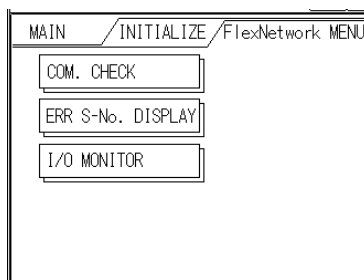 MAIN INITIALIZE FlexNetwork MENU
COM. CHECK
ERR S-No. DISPLAY
I/O MONITOR